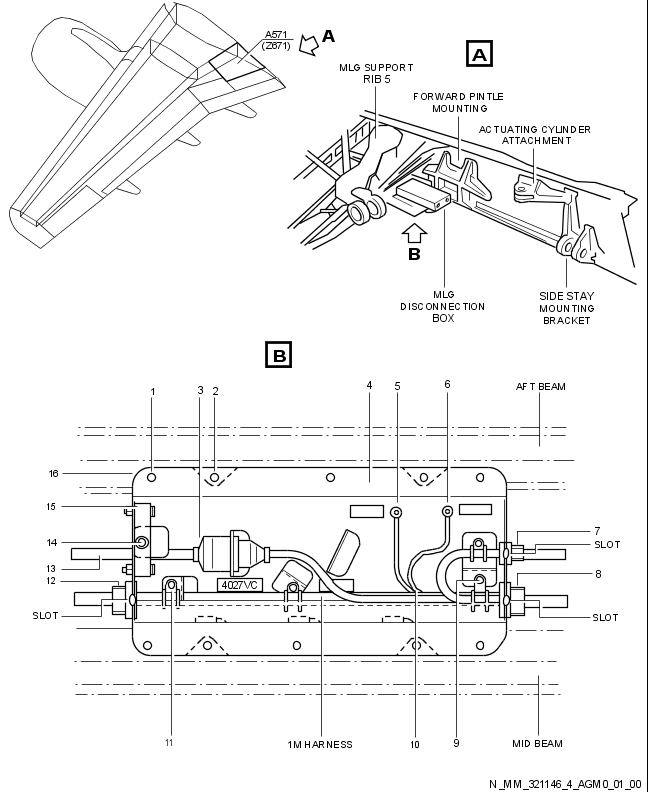 A571
(Z671)
A
A
MLG SUPPORT
RIB 5
FORWARD PINTLE
MOUNTING
ACTUATING CYLINDER
ATTACHMENT
B
MLG
DISCONNECTION
BOX
SIDE STAY
MOUNTING
BRACKET
B
1
3
2
4
5
6
AFT BEAM
16
15
14
13
12
SLOT
7
SLOT
8
SLOT
4027VC
11
1M HARNESS
10
9
MID BEAM
N_MM_321146_4_AGM0_01_00